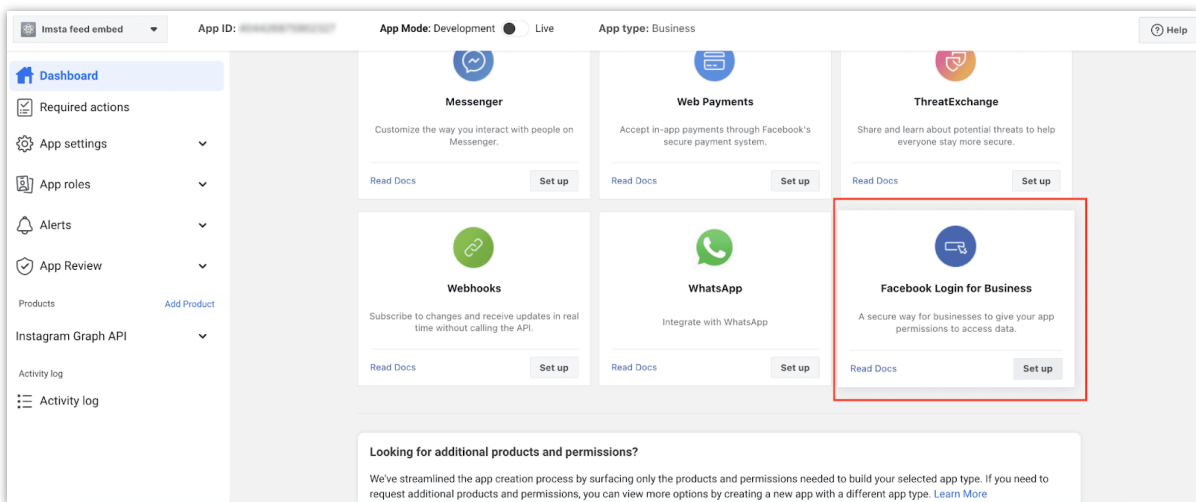 Imsta feed embed
App ID:
App Mode: Development Live
App type: Business
Help
Dashboard
Required actions
App settings
App roles
Alerts
App Review
Products Add Product
Instagram Graph API
Activity log
Activity log
Messenger
Customize the way you interact with people on
Messenger.
Read Docs Set up
Web Payments
Accept in-app payments through Facebook's
secure payment system.
Read Docs Set up
ThreatExchange
Share and learn about potential threats to help
everyone stay more secure.
Read Docs Set up
Webhooks
Subscribe to changes and receive updates in real
time without calling the API.
Read Docs Set up
WhatsApp
Integrate with WhatsApp
Read Docs Set up
Facebook Login for Business
A secure way for businesses to give your app
permissions to access data.
Read Docs Set up
Looking for additional products and permissions?
We've streamlined the app creation process by surfacing only the products and permissions needed to build your selected app type. If you need to
request additional products and permissions, you can view more options by creating a new app with a different app type. Learn More